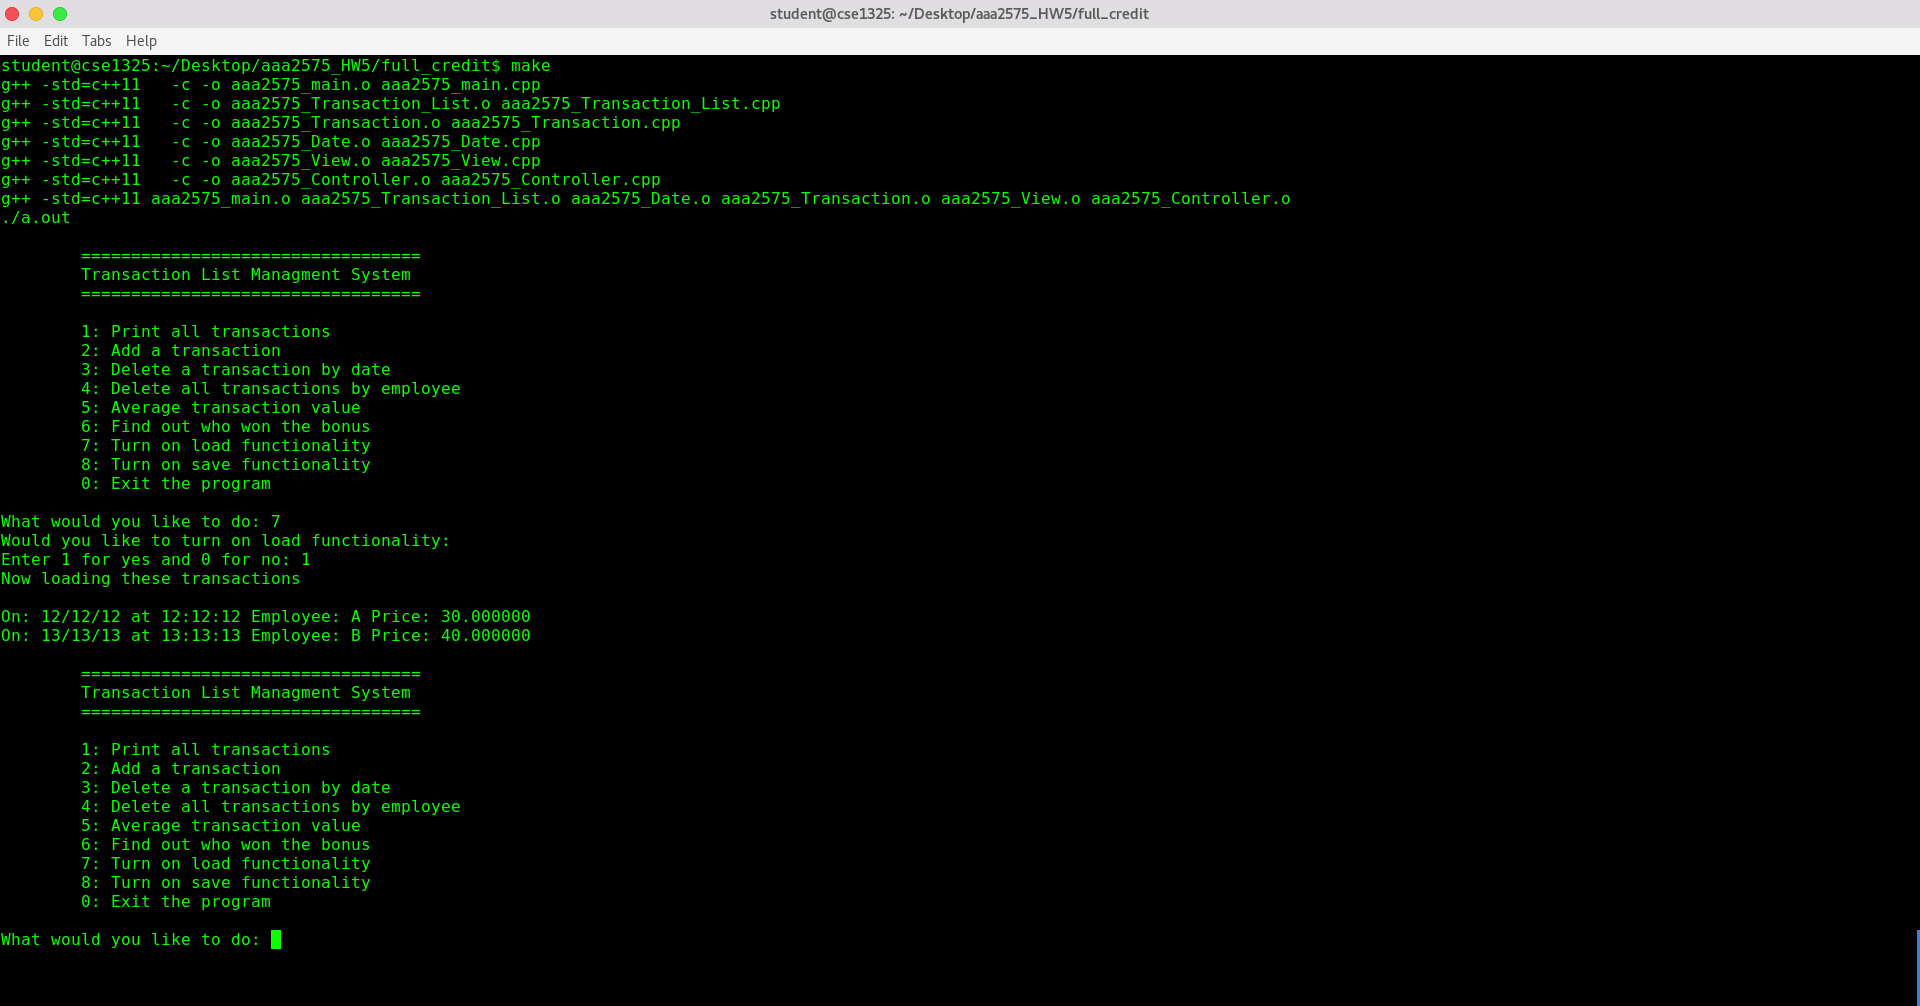 student@cse1325: ~/Desktop/aaa2575_HW5/full_credit
File Edit Tabs Help
student@cse1325:~/Desktop/aaa2575_HW5/full_credit$ make
g++ -std=c++11   -c -o aaa2575_main.o aaa2575_main.cpp
g++ -std=c++11   -c -o aaa2575_Transaction_List.o aaa2575_Transaction_List.cpp
g++ -std=c++11   -c -o aaa2575_Transaction.o aaa2575_Transaction.cpp
g++ -std=c++11   -c -o aaa2575_Date.o aaa2575_Date.cpp
g++ -std=c++11   -c -o aaa2575_View.o aaa2575_View.cpp
g++ -std=c++11   -c -o aaa2575_Controller.o aaa2575_Controller.cpp
g++ -std=c++11 aaa2575_main.o aaa2575_Transaction_List.o aaa2575_Date.o aaa2575_Transaction.o aaa2575_View.o aaa2575_Controller.o
./a.out
==================================
Transaction List Managment System
==================================
1: Print all transactions
2: Add a transaction
3: Delete a transaction by date
4: Delete all transactions by employee
5: Average transaction value
6: Find out who won the bonus
7: Turn on load functionality
8: Turn on save functionality
0: Exit the program
What would you like to do: 7
Would you like to turn on load functionality:
Enter 1 for yes and 0 for no: 1
Now loading these transactions
On: 12/12/12 at 12:12:12 Employee: A Price: 30.000000
On: 13/13/13 at 13:13:13 Employee: B Price: 40.000000
==================================
Transaction List Managment System
==================================
1: Print all transactions
2: Add a transaction
3: Delete a transaction by date
4: Delete all transactions by employee
5: Average transaction value
6: Find out who won the bonus
7: Turn on load functionality
8: Turn on save functionality
0: Exit the program
What would you like to do: